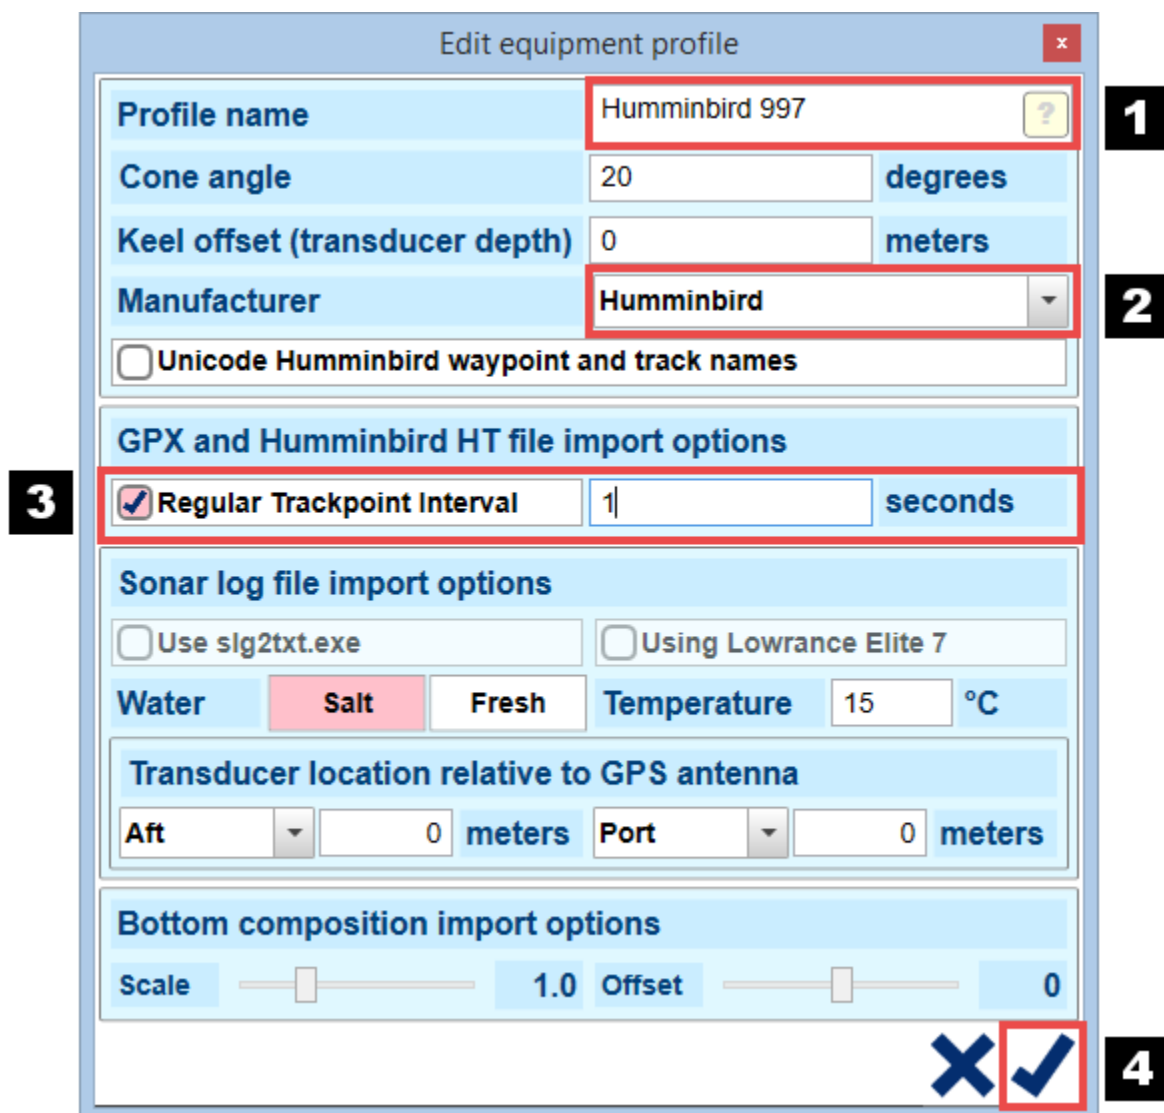 Edit equipment profile x
Profile name Humminbird 997 ? 1
Cone angle 20 degrees
Keel offset (transducer depth) 0 meters
Manufacturer Humminbird 2
Unicode Humminbird waypoint and track names
GPX and Humminbird HT file import options
3 Regular Trackpoint Interval 1 seconds
Sonar log file import options
Use slg2txt.exe Using Lowrance Elite 7
Water Salt Fresh Temperature 15 °C
Transducer location relative to GPS antenna
Aft 0 meters Port 0 meters
Bottom composition import options
Scale 1.0 Offset 0
4